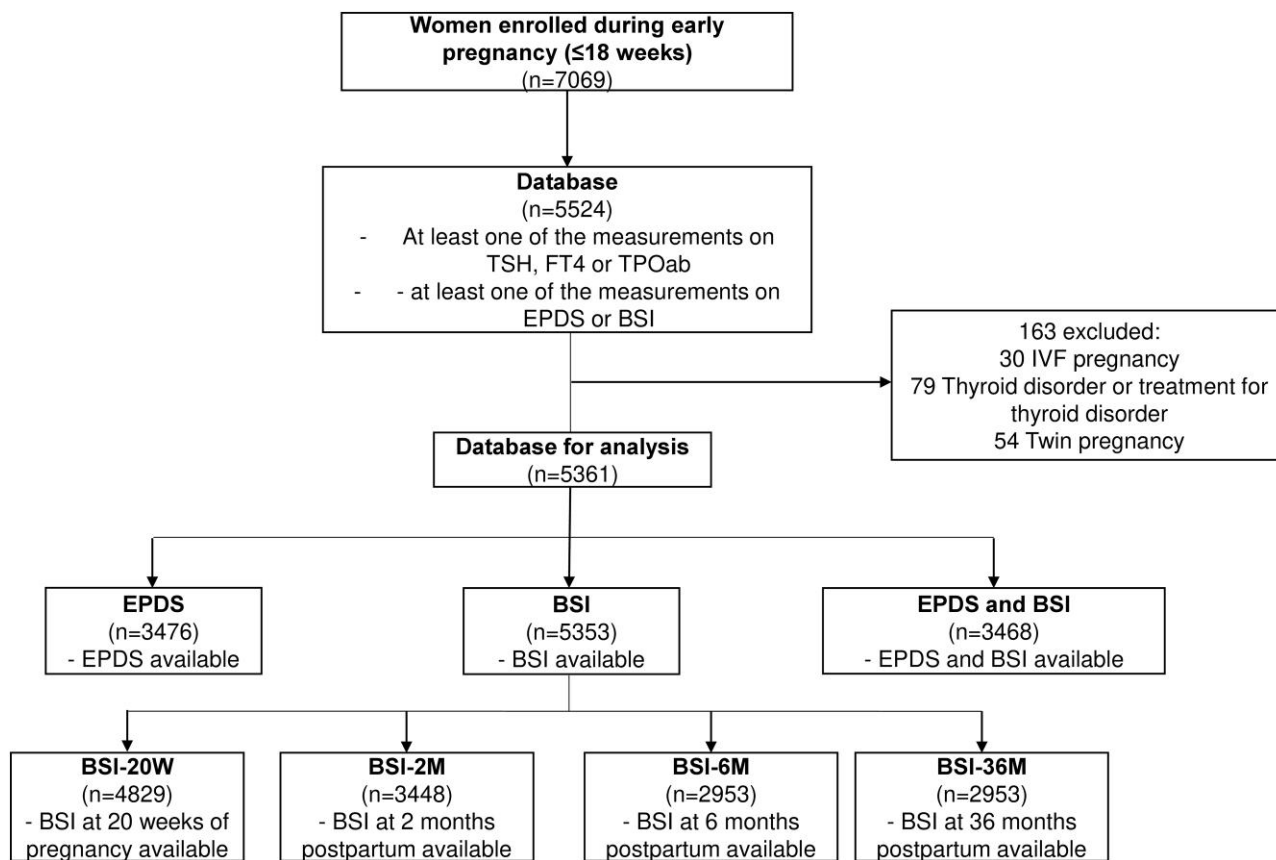 Women enrolled during early
pregnancy (≤18 weeks)
(n=7069)
Database
(n=5524)
- At least one of the measurements on
TSH, FT4 or TPOab
- - at least one of the measurements on
EPDS or BSI
163 excluded:
30 IVF pregnancy
79 Thyroid disorder or treatment for
thyroid disorder
54 Twin pregnancy
Database for analysis
(n=5361)
EPDS
(n=3476)
- EPDS available
BSI
(n=5353)
- BSI available
EPDS and BSI
(n=3468)
- EPDS and BSI available
BSI-20W
(n=4829)
- BSI at 20 weeks of
pregnancy available
BSI-2M
(n=3448)
- BSI at 2 months
postpartum available
BSI-6M
(n=2953)
- BSI at 6 months
postpartum available
BSI-36M
(n=2953)
- BSI at 36 months
postpartum available